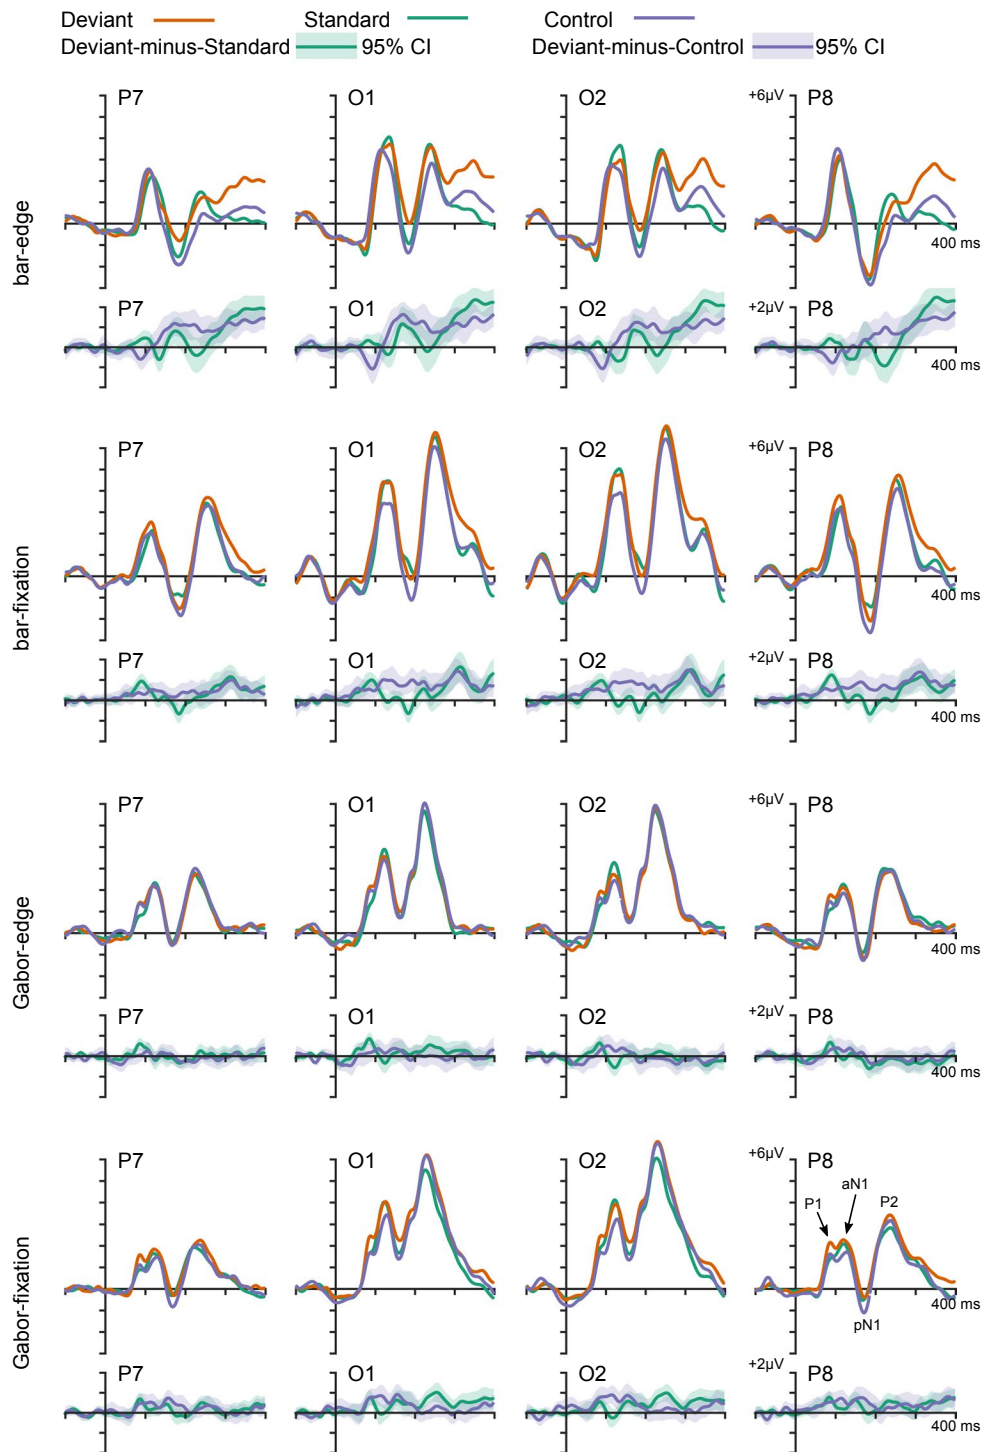 Deviant Standard Control
Deviant-minus-Standard 95% CI Deviant-minus-Control 95% CI
bar-edge
P7 O1 O2 +6µV P8
400 ms
P7 O1 O2 +2µV P8
400 ms
bar-fixation
P7 O1 O2 +6µV P8
400 ms
P7 O1 O2 +2µV P8
400 ms
Gabor-edge
P7 O1 O2 +6µV P8
400 ms
P7 O1 O2 +2µV P8
400 ms
Gabor-fixation
P7 O1 O2 +6µV P8
aN1
P1 P2
400 ms
pN1
P7 O1 O2 +2µV P8
400 ms